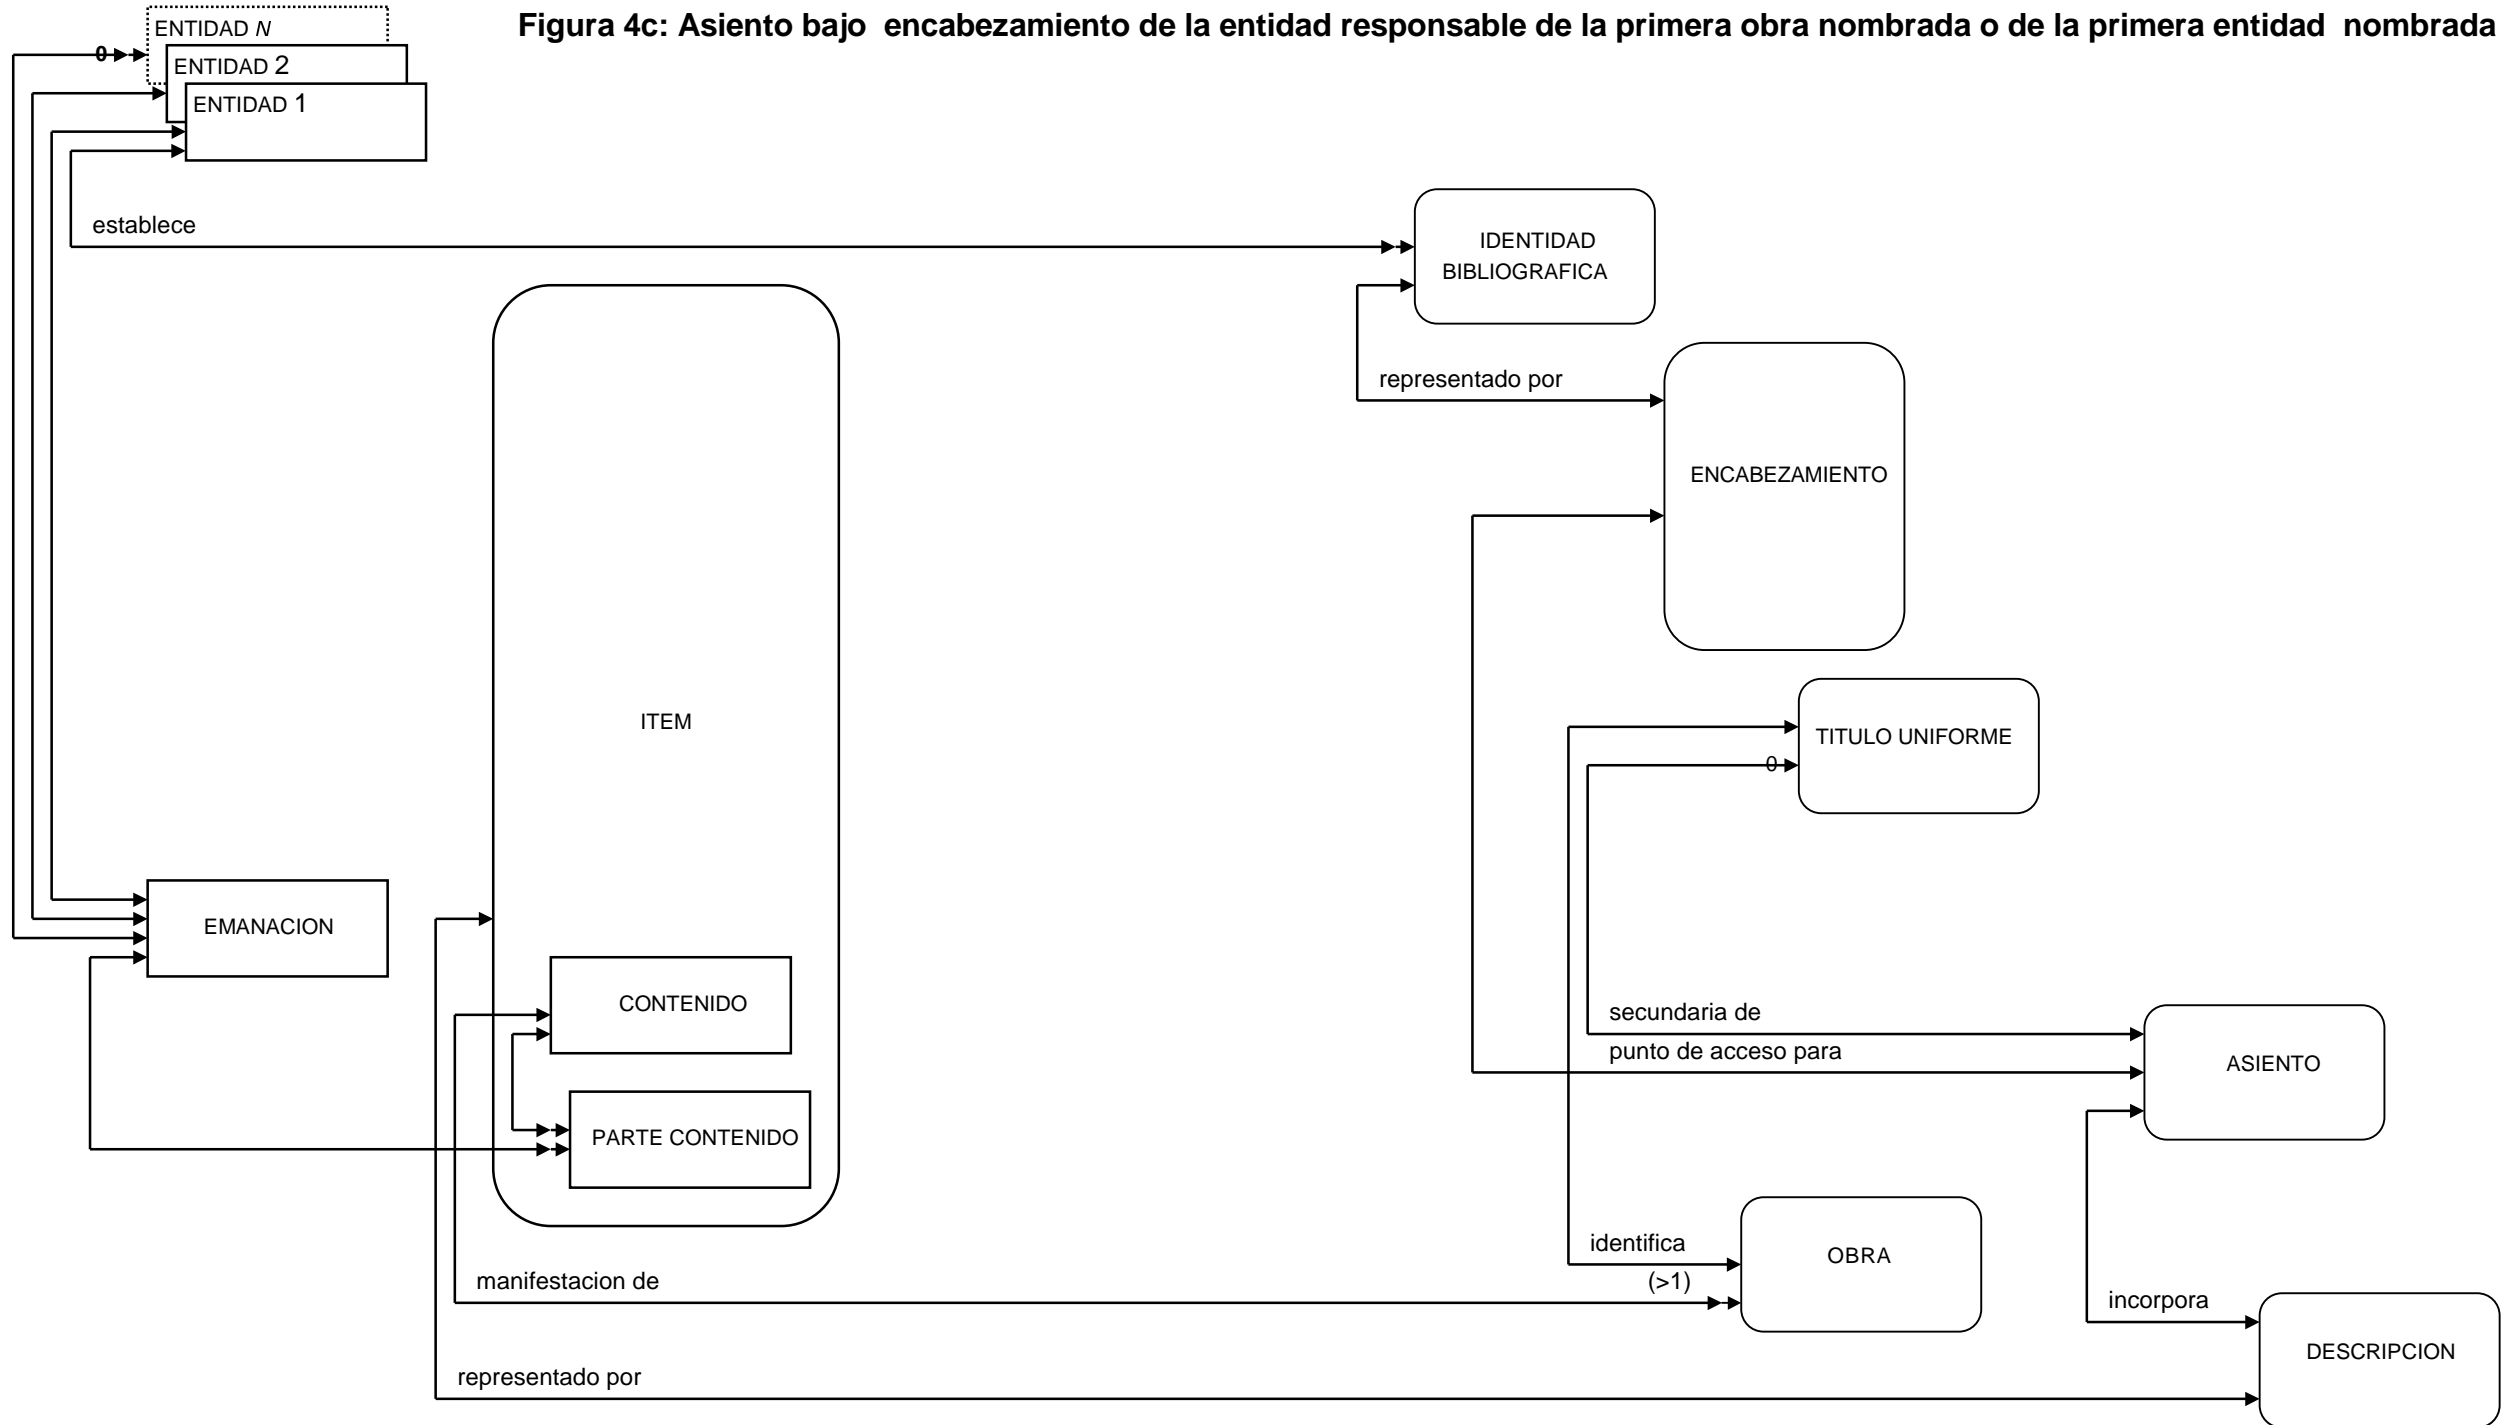 Figura 4c: Asiento bajo encabezamiento de la entidad responsable de la primera obra nombrada o de la primera entidad nombrada
ENTIDAD N
0
ENTIDAD 2
ENTIDAD 1
establece
IDENTIDAD
BIBLIOGRAFICA
representado por
ENCABEZAMIENTO
ITEM
TITULO UNIFORME
0
EMANACION
CONTENIDO
secundaria de
punto de acceso para
ASIENTO
PARTE CONTENIDO
identifica
OBRA
manifestacion de
(>1)
incorpora
DESCRIPCION
representado por